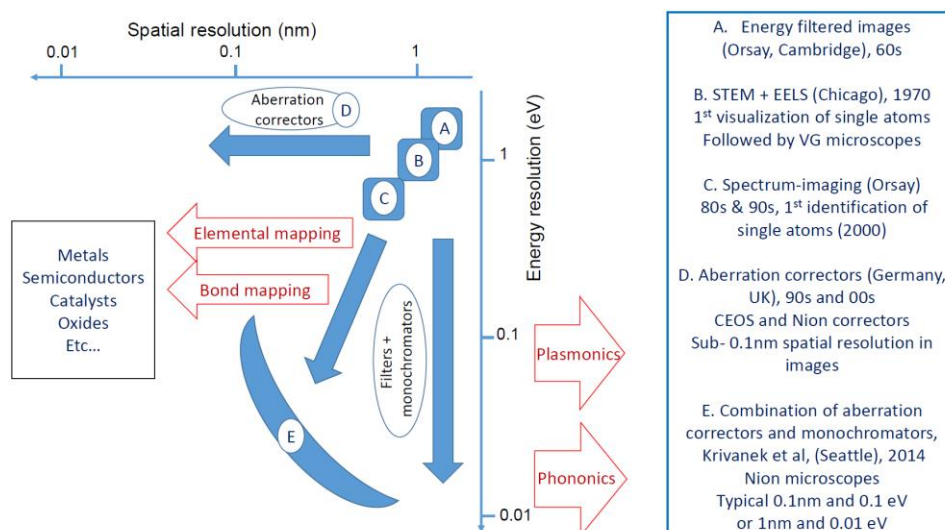 Spatial resolution (nm)
0.01
0.1
1
Aberration
correctors
D
A
B
C
Energy resolution (eV)
1
0.1
0.01
Elemental mapping
Bond mapping
Metals
Semiconductors
Catalysts
Oxides
Etc...
Filters +
monochromators
E
Plasmonics
Phononics
A. Energy filtered images
(Orsay, Cambridge), 60s
B. STEM + EELS (Chicago), 1970
1st visualization of single atoms
Followed by VG microscopes
C. Spectrum-imaging (Orsay)
80s & 90s, 1st identification of
single atoms (2000)
D. Aberration correctors (Germany,
UK), 90s and 00s
CEOS and Nion correctors
Sub- 0.1nm spatial resolution in
images
E. Combination of aberration
correctors and monochromators,
Krivanek et al, (Seattle), 2014
Nion microscopes
Typical 0.1nm and 0.1 eV
or 1nm and 0.01 eV